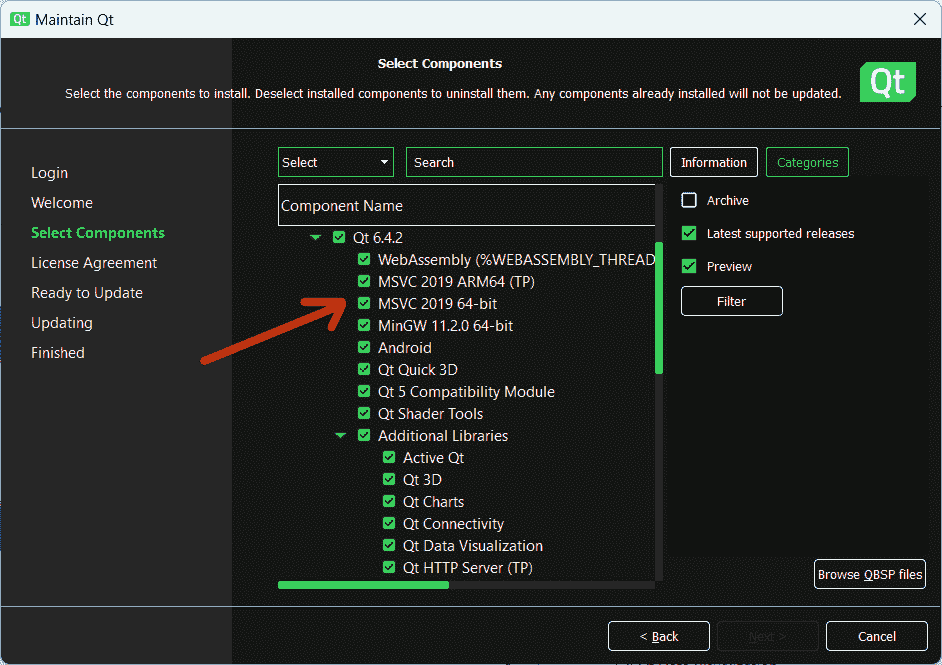 Qt Maintain Qt
Select Components
Select the components to install. Deselect installed components to uninstall them. Any components already installed will not be updated.
Qt
Login
Welcome
Select Components
License Agreement
Ready to Update
Updating
Finished
Select
Search
Information
Categories
Component Name
Qt 6.4.2
WebAssembly (%WEBASSEMBLY_THREAD
MSVC 2019 ARM64 (TP)
MSVC 2019 64-bit
MinGW 11.2.0 64-bit
Android
Qt Quick 3D
Qt 5 Compatibility Module
Qt Shader Tools
Additional Libraries
Active Qt
Qt 3D
Qt Charts
Qt Connectivity
Qt Data Visualization
Qt HTTP Server (TP)
Archive
Latest supported releases
Preview
Filter
Browse QBSP files
< Back
Next >
Cancel